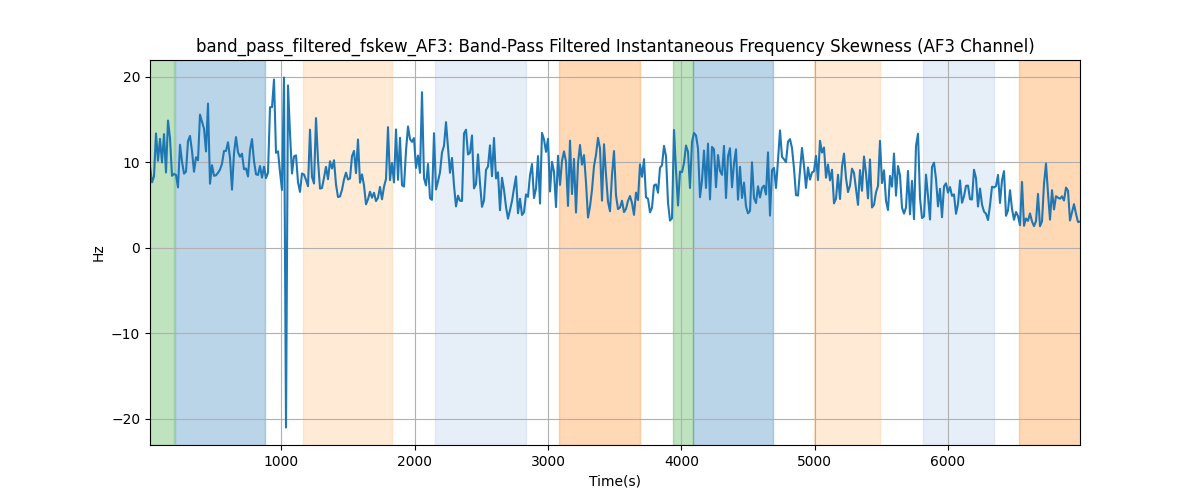 band_pass_filtered_fskew_AF3: Band-Pass Filtered Instantaneous Frequency Skewness (AF3 Channel)
20
10
0
−10
−20
Hz
1000 2000 3000 4000 5000 6000
Time(s)